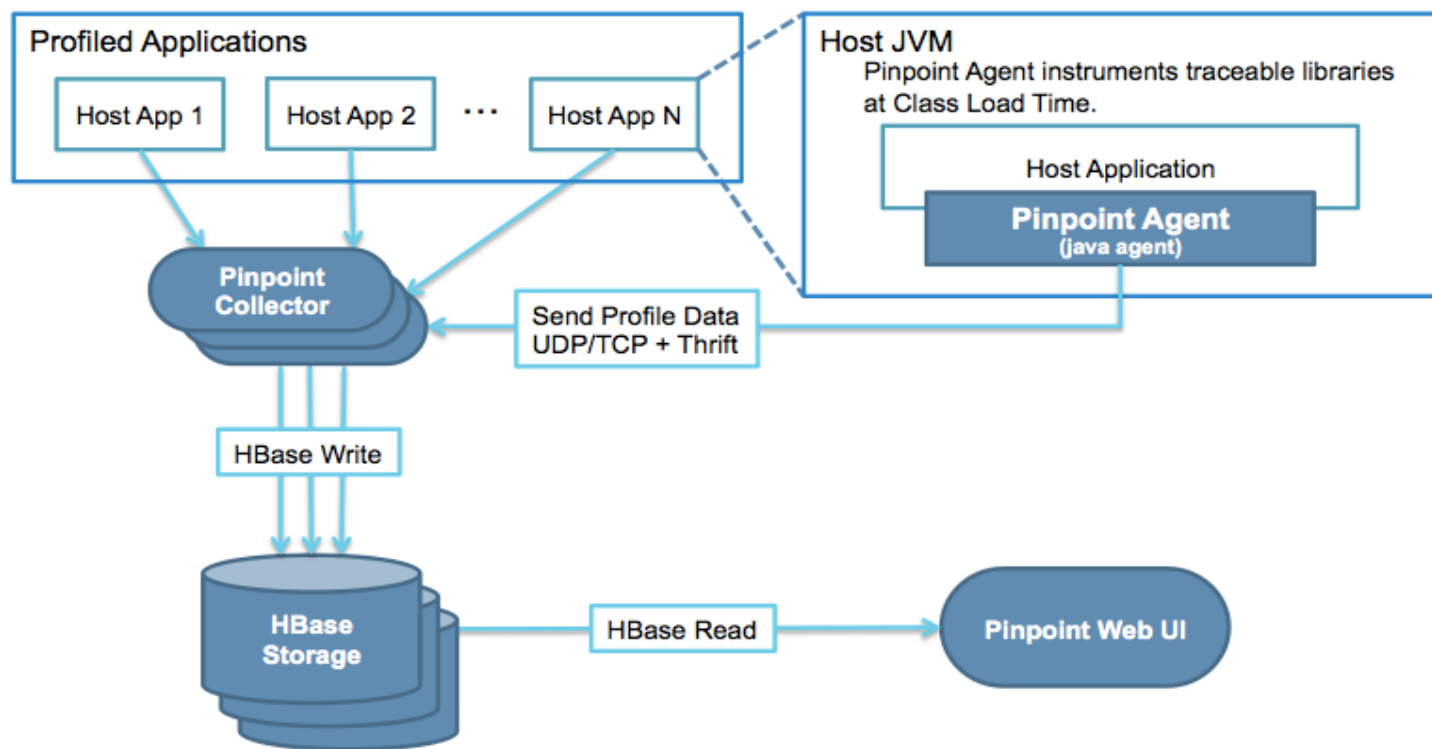 Profiled Applications
Host App 1
Host App 2
...
Host App N
Host JVM
Pinpoint Agent instruments traceable libraries
at Class Load Time.
Host Application
Pinpoint Agent
(java agent)
Pinpoint
Collector
Send Profile Data
UDP/TCP + Thrift
HBase Write
HBase
Storage
HBase Read
Pinpoint Web UI